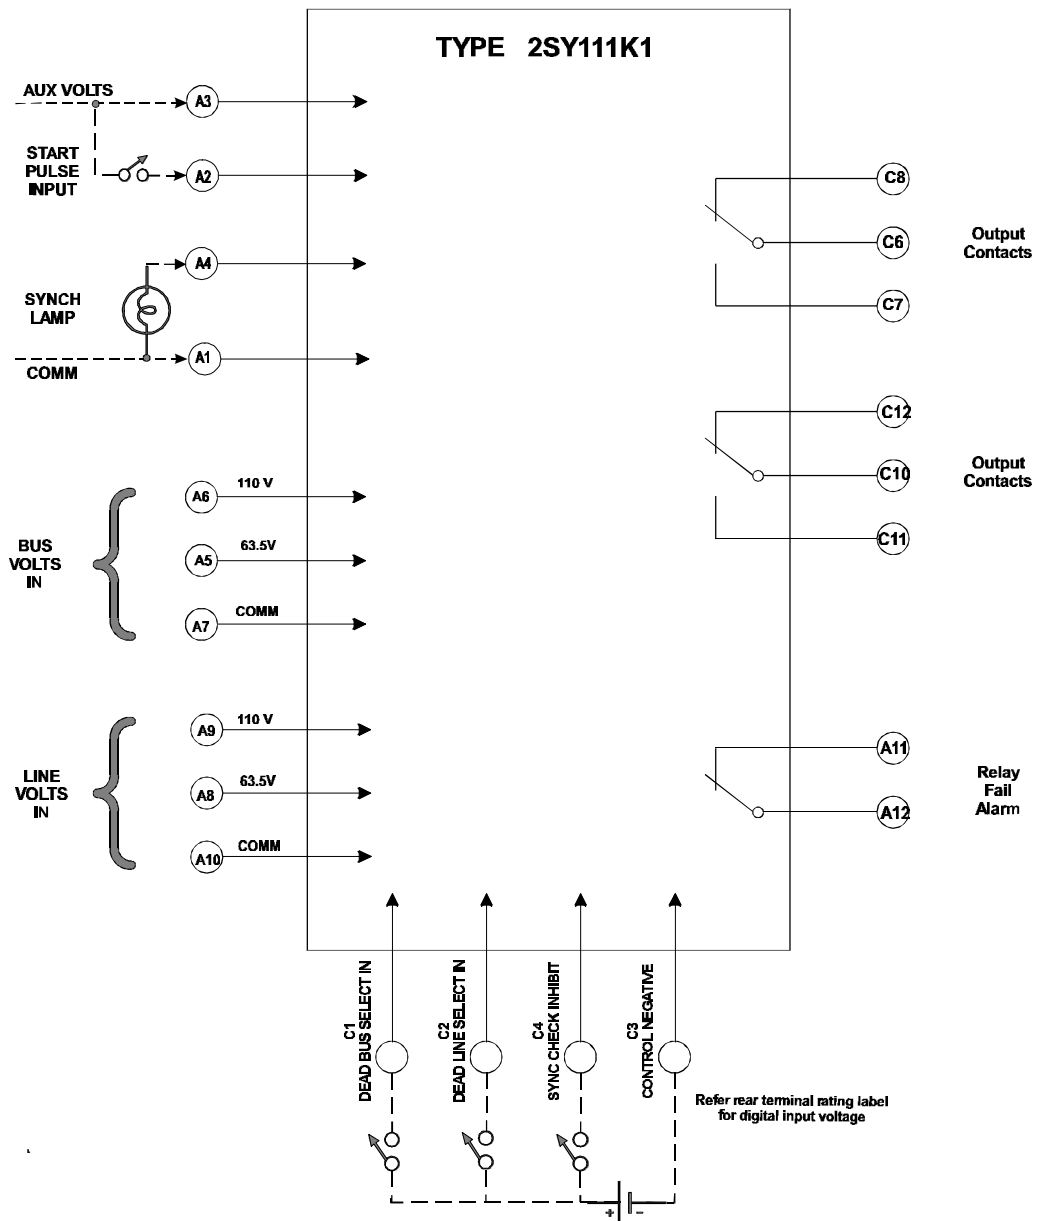 TYPE 2SY111K1
AUX VOLTS
A3
START
PULSE
INPUT
A2
A4
SYNCH
LAMP
A1
COMM
C8
C6
C7
Output
Contacts
C12
C10
C11
Output
Contacts
A6
110 V
BUS
VOLTS
IN
A5
63.5V
A7
COMM
A9
110 V
LINE
VOLTS
IN
A8
63.5V
A10
COMM
A11
A12
Relay
Fail
Alarm
C1
DEAD BUS SELECT IN
C2
DEAD LINE SELECT IN
C4
SYNC CHECK INHIBIT
C3
CONTROL NEGATIVE
Refer rear terminal rating label
for digital input voltage
+ -